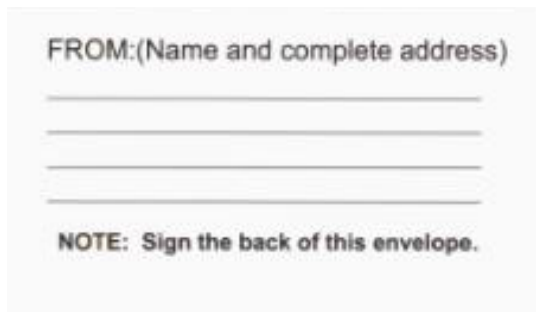 FROM:(Name and complete address)
NOTE: Sign the back of this envelope.